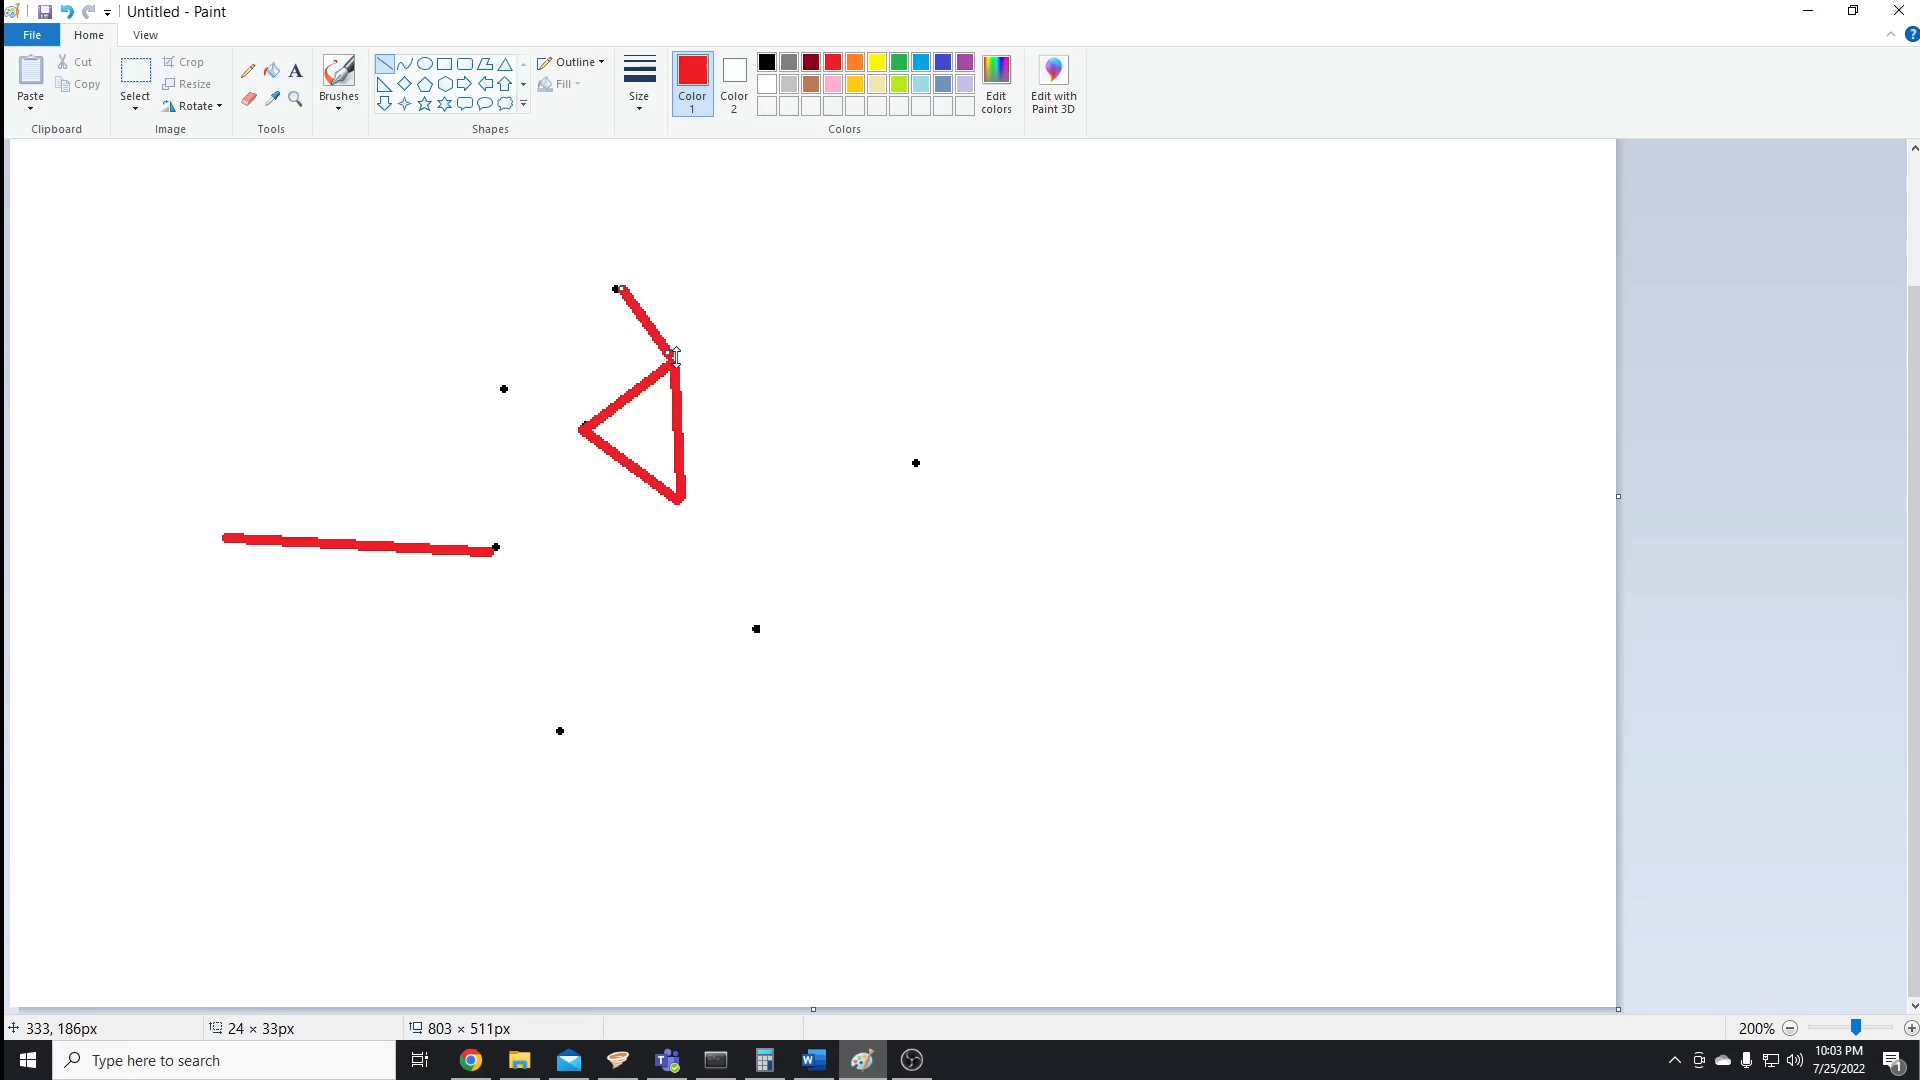 Untitled - Paint
File Home View
Paste
Cut
Copy
Clipboard
Select
Crop
Resize
Rotate
Image
A
Tools
Brushes
Shapes
Outline
Fill
Size
Color 1
Color 2
Edit colors
Colors
Edit with Paint 3D
?
333, 186px
24 × 33px
803 × 511px
200%
Type here to search
T
W
10:03 PM
7/25/2022
1